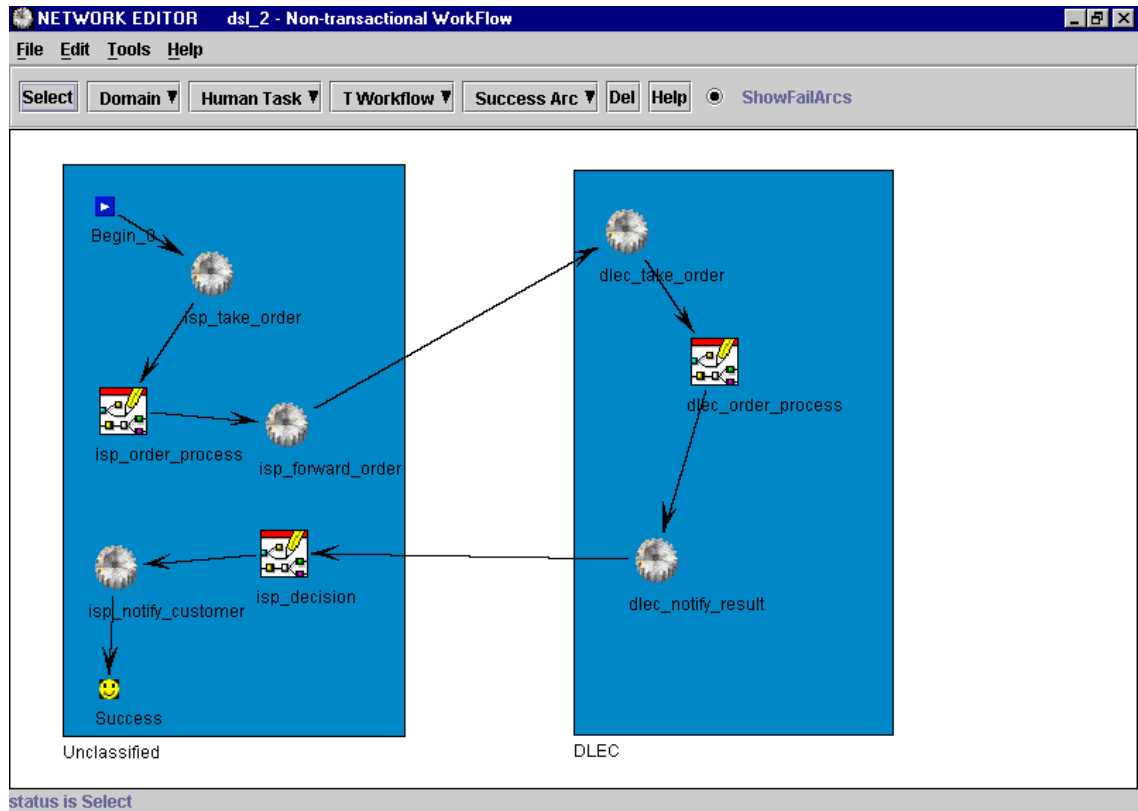 NETWORK EDITOR dsl_2 - Non-transactional WorkFlow
File Edit Tools Help
Select Domain Human Task T Workflow Success Arc Del Help ShowFailArcs
Begin_0
isp_take_order
isp_order_process
isp_forward_order
isp_decision
isp_notify_customer
Success
Unclassified
dlec_take_order
dlec_order_process
dlec_notify_result
DLEC
status is Select